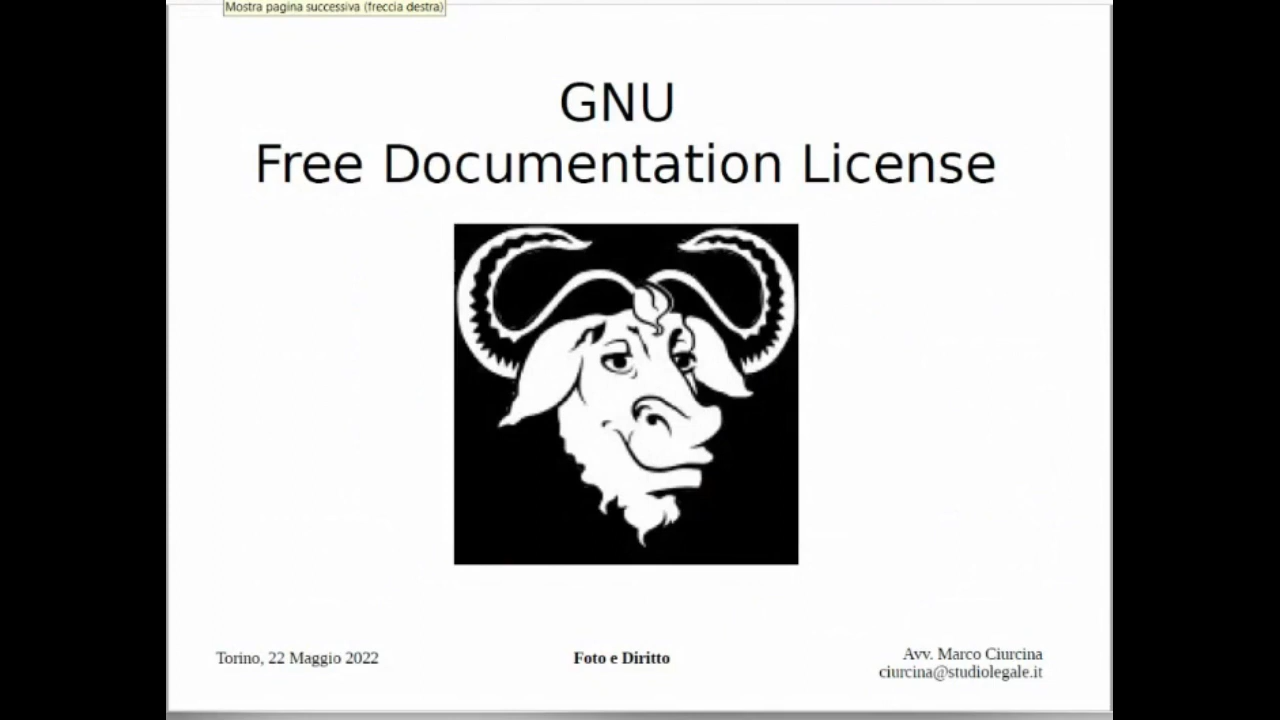 Mostra pagina successiva (freccia destra)
GNU
Free Documentation License
Torino, 22 Maggio 2022
Foto e Diritto
Avv. Marco Ciurcina
ciurcina@studiolegale.it